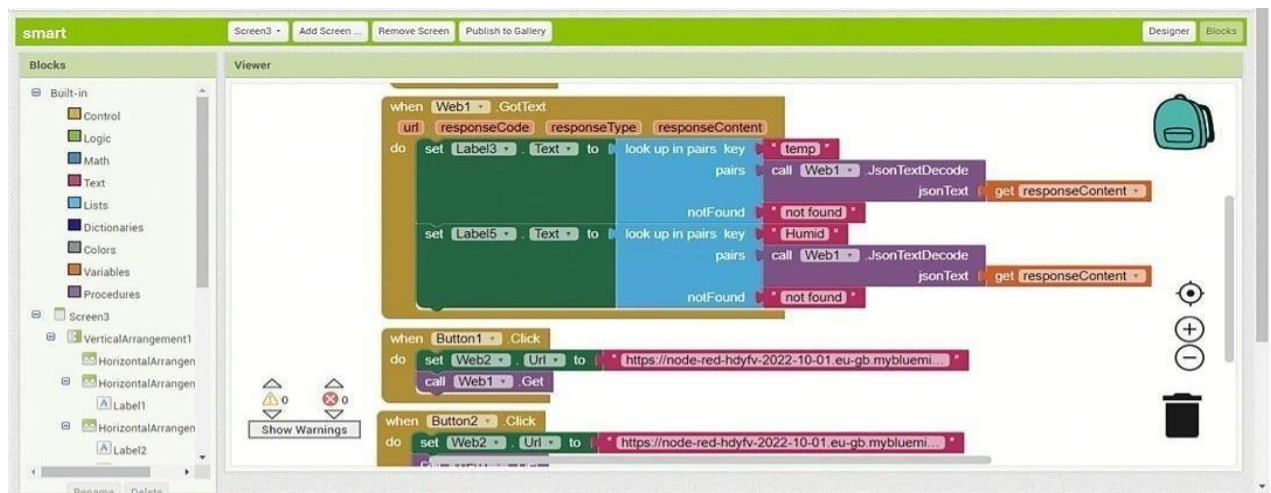 smart Screen3 Add Screen ... Remove Screen Publish to Gallery Designer Blocks
Blocks Viewer
Built-in
Control
Logic
Math
Text
Lists
Dictionaries
Colors
Variables
Procedures
Screen3
VerticalArrangement1
HorizontalArrangen
HorizontalArrangen
Label1
HorizontalArrangen
Label2
Rename Delete
when Web1 .GotText
url responseCode responseType responseContent
do set Label3 . Text to look up in pairs key " temp "
pairs call Web1 .JsonTextDecode
jsonText get responseContent
notFound " not found "
set Label5 . Text to look up in pairs key " Humid "
pairs call Web1 .JsonTextDecode
jsonText get responseContent
notFound " not found "
when Button1 .Click
do set Web2 . Url to " https://node-red-hdyfv-2022-10-01.eu-gb.mybluemi... "
call Web1 .Get
when Button2 .Click
do set Web2 . Url to " https://node-red-hdyfv-2022-10-01.eu-gb.mybluemi... "
0 0
Show Warnings